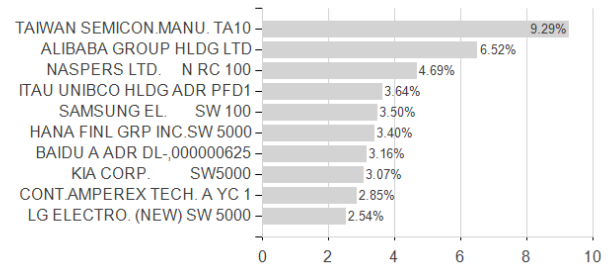 TAIWAN SEMICON.MANU. TA10 9.29%
ALIBABA GROUP HLDG LTD 6.52%
NASPERS LTD. N RC 100 4.69%
ITAU UNIBCO HLDG ADR PFD1 3.64%
SAMSUNG EL. SW 100 3.50%
HANA FINL GRP INC.SW 5000 3.40%
BAIDU A ADR DL-,000000625 3.16%
KIA CORP. SW5000 3.07%
CONT.AMPEREX TECH. A YC 1 2.85%
LG ELECTRO. (NEW) SW 5000 2.54%
0 2 4 6 8 10